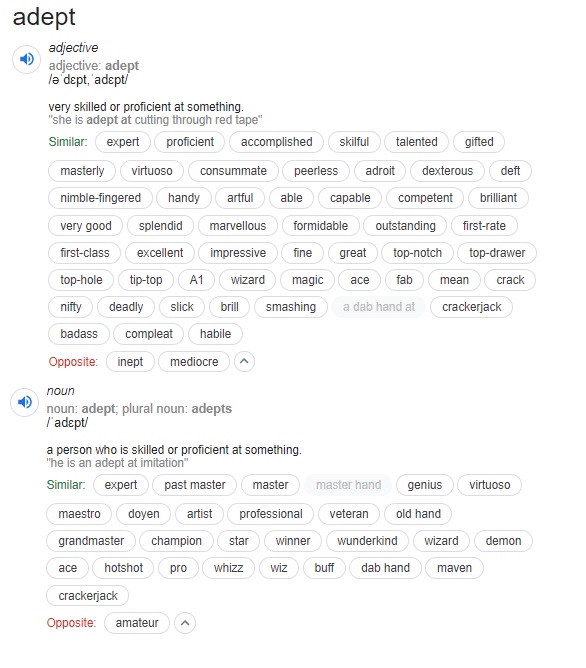 adept
adjective
adjective: adept
/əˈdɛpt,ˈadɛpt/
very skilled or proficient at something.
"she is adept at cutting through red tape"
Similar: expert proficient accomplished skilful talented gifted
masterly virtuoso consummate peerless adroit dexterous deft
nimble-fingered handy artful able capable competent brilliant
very good splendid marvellous formidable outstanding first-rate
first-class excellent impressive fine great top-notch top-drawer
top-hole tip-top A1 wizard magic ace fab mean crack
nifty deadly slick brill smashing a dab hand at crackerjack
badass compleat habile
Opposite: inept mediocre
noun
noun: adept; plural noun: adepts
/ˈadɛpt/
a person who is skilled or proficient at something.
"he is an adept at imitation"
Similar: expert past master master master hand genius virtuoso
maestro doyen artist professional veteran old hand
grandmaster champion star winner wunderkind wizard demon
ace hotshot pro whizz wiz buff dab hand maven
crackerjack
Opposite: amateur